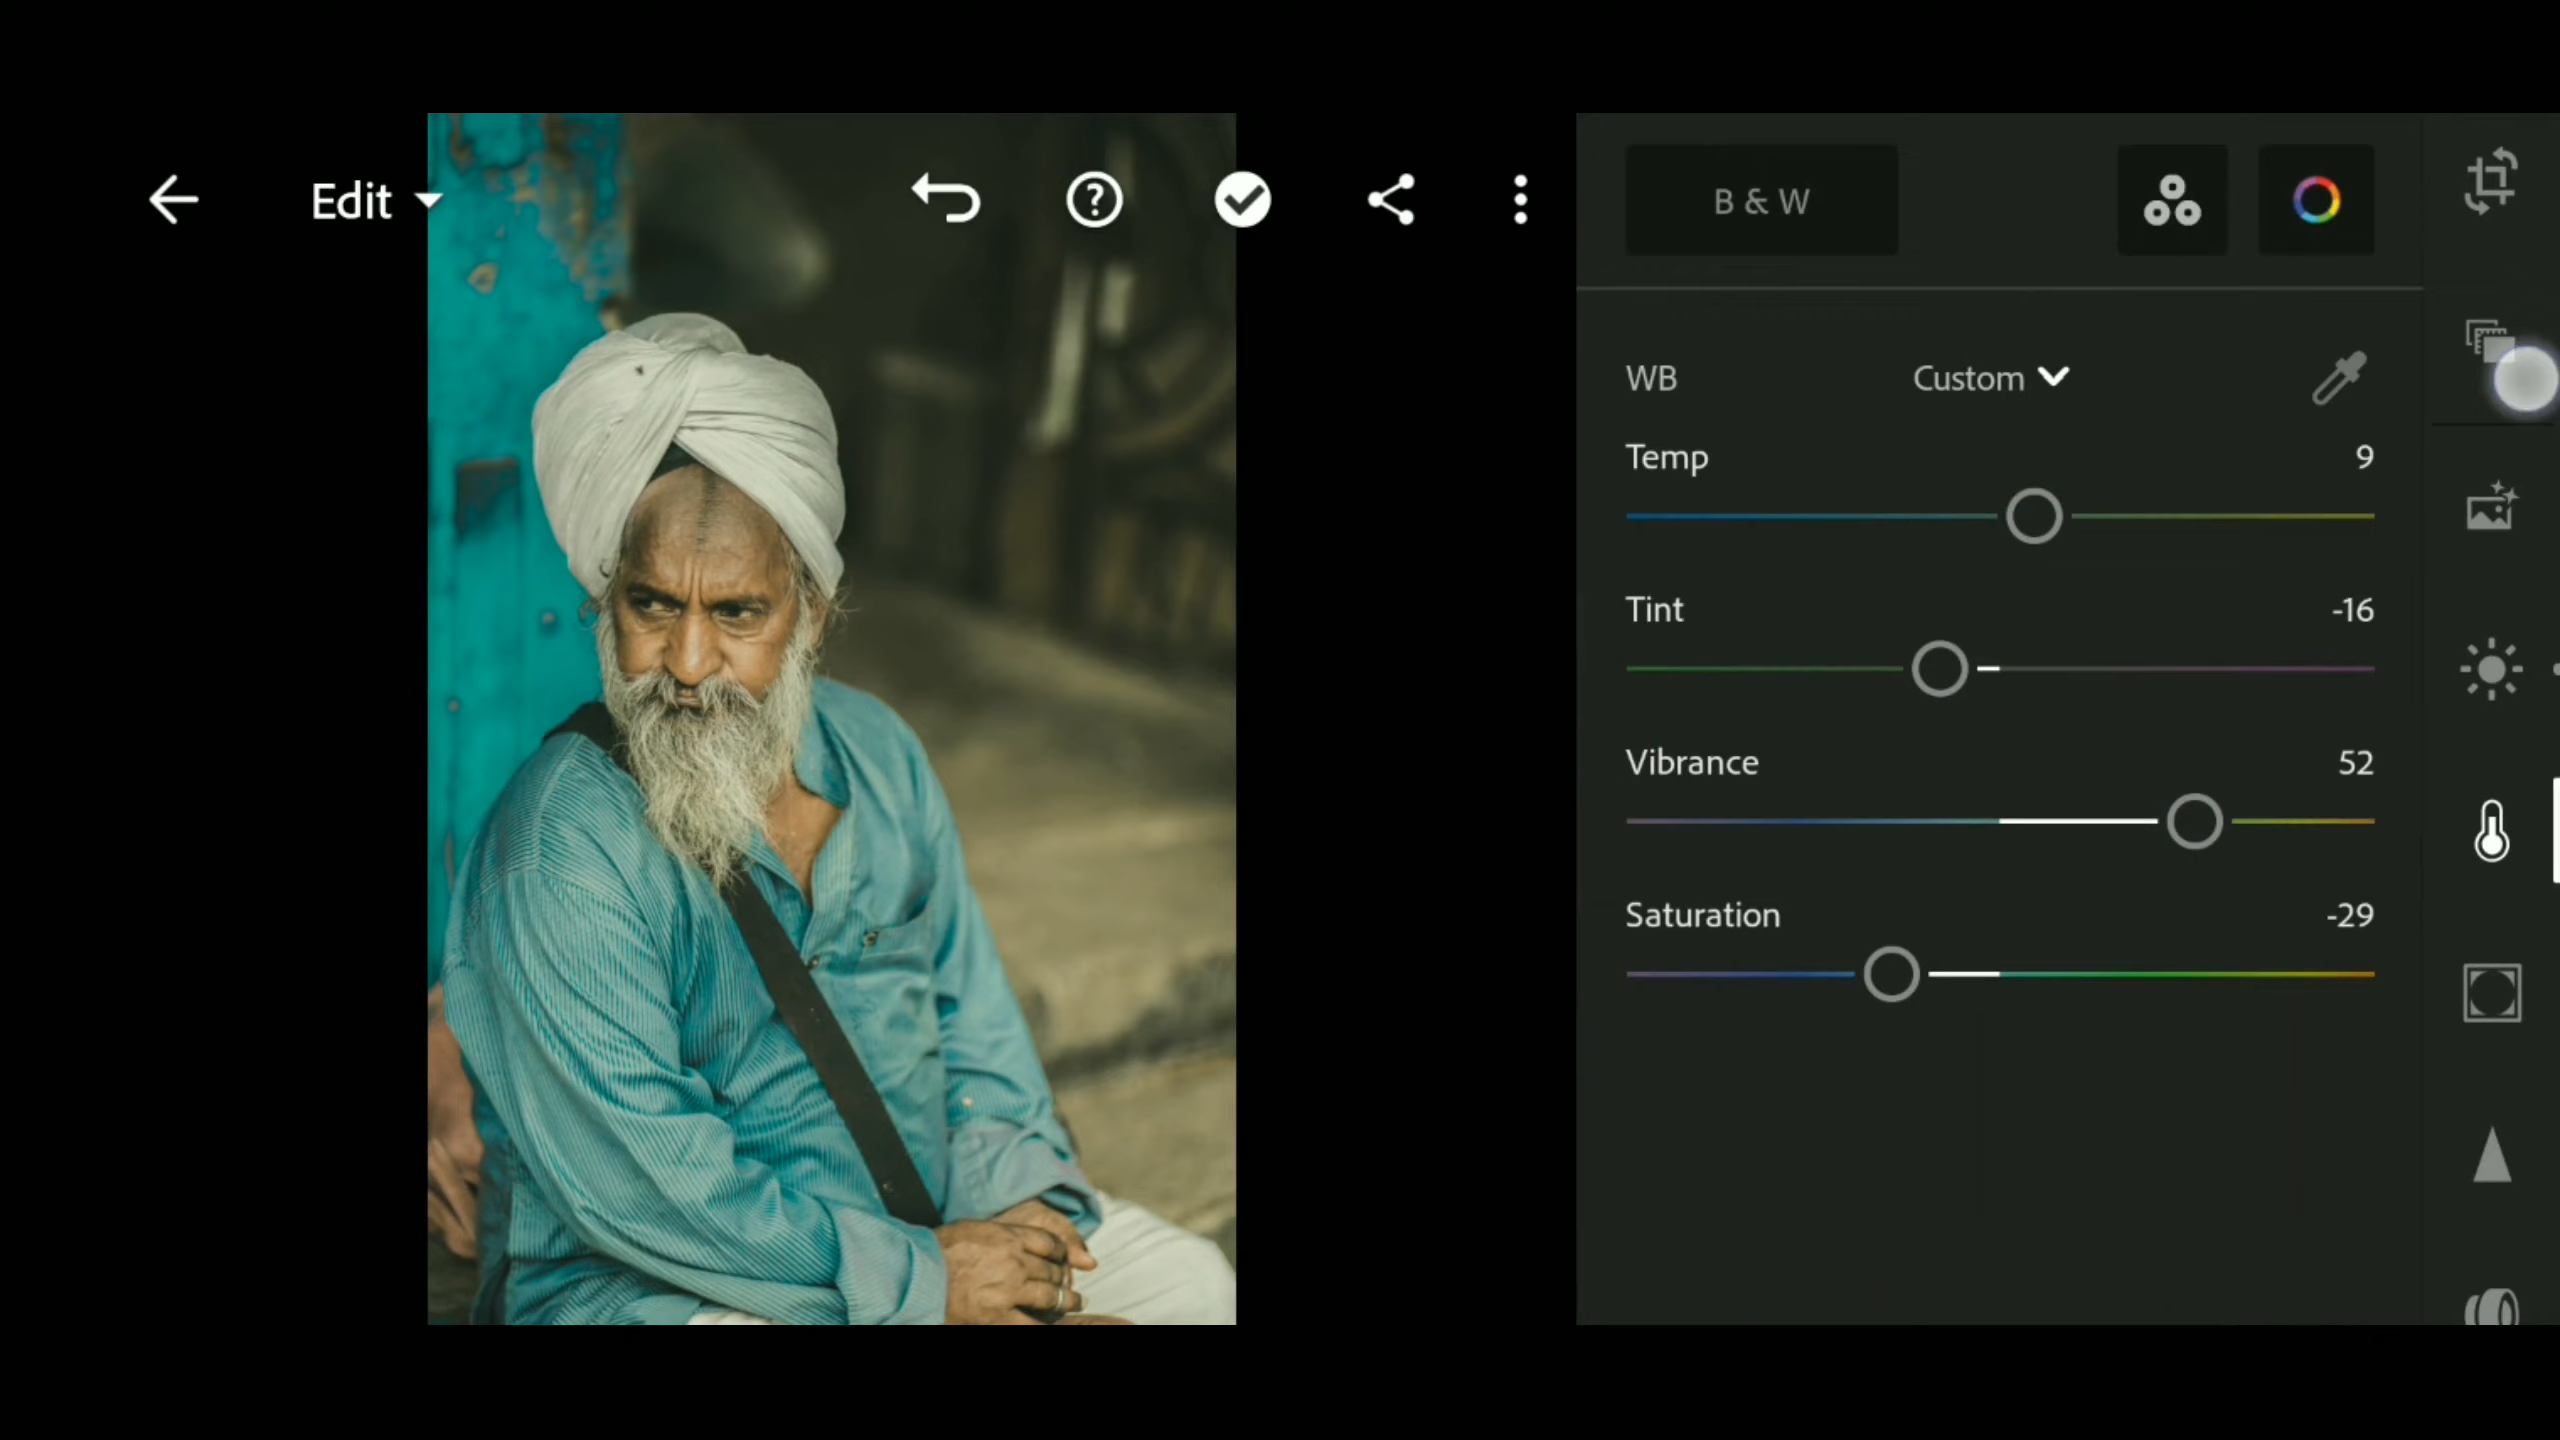 Edit
B & W
WB Custom
Temp 9
Tint -16
Vibrance 52
Saturation -29